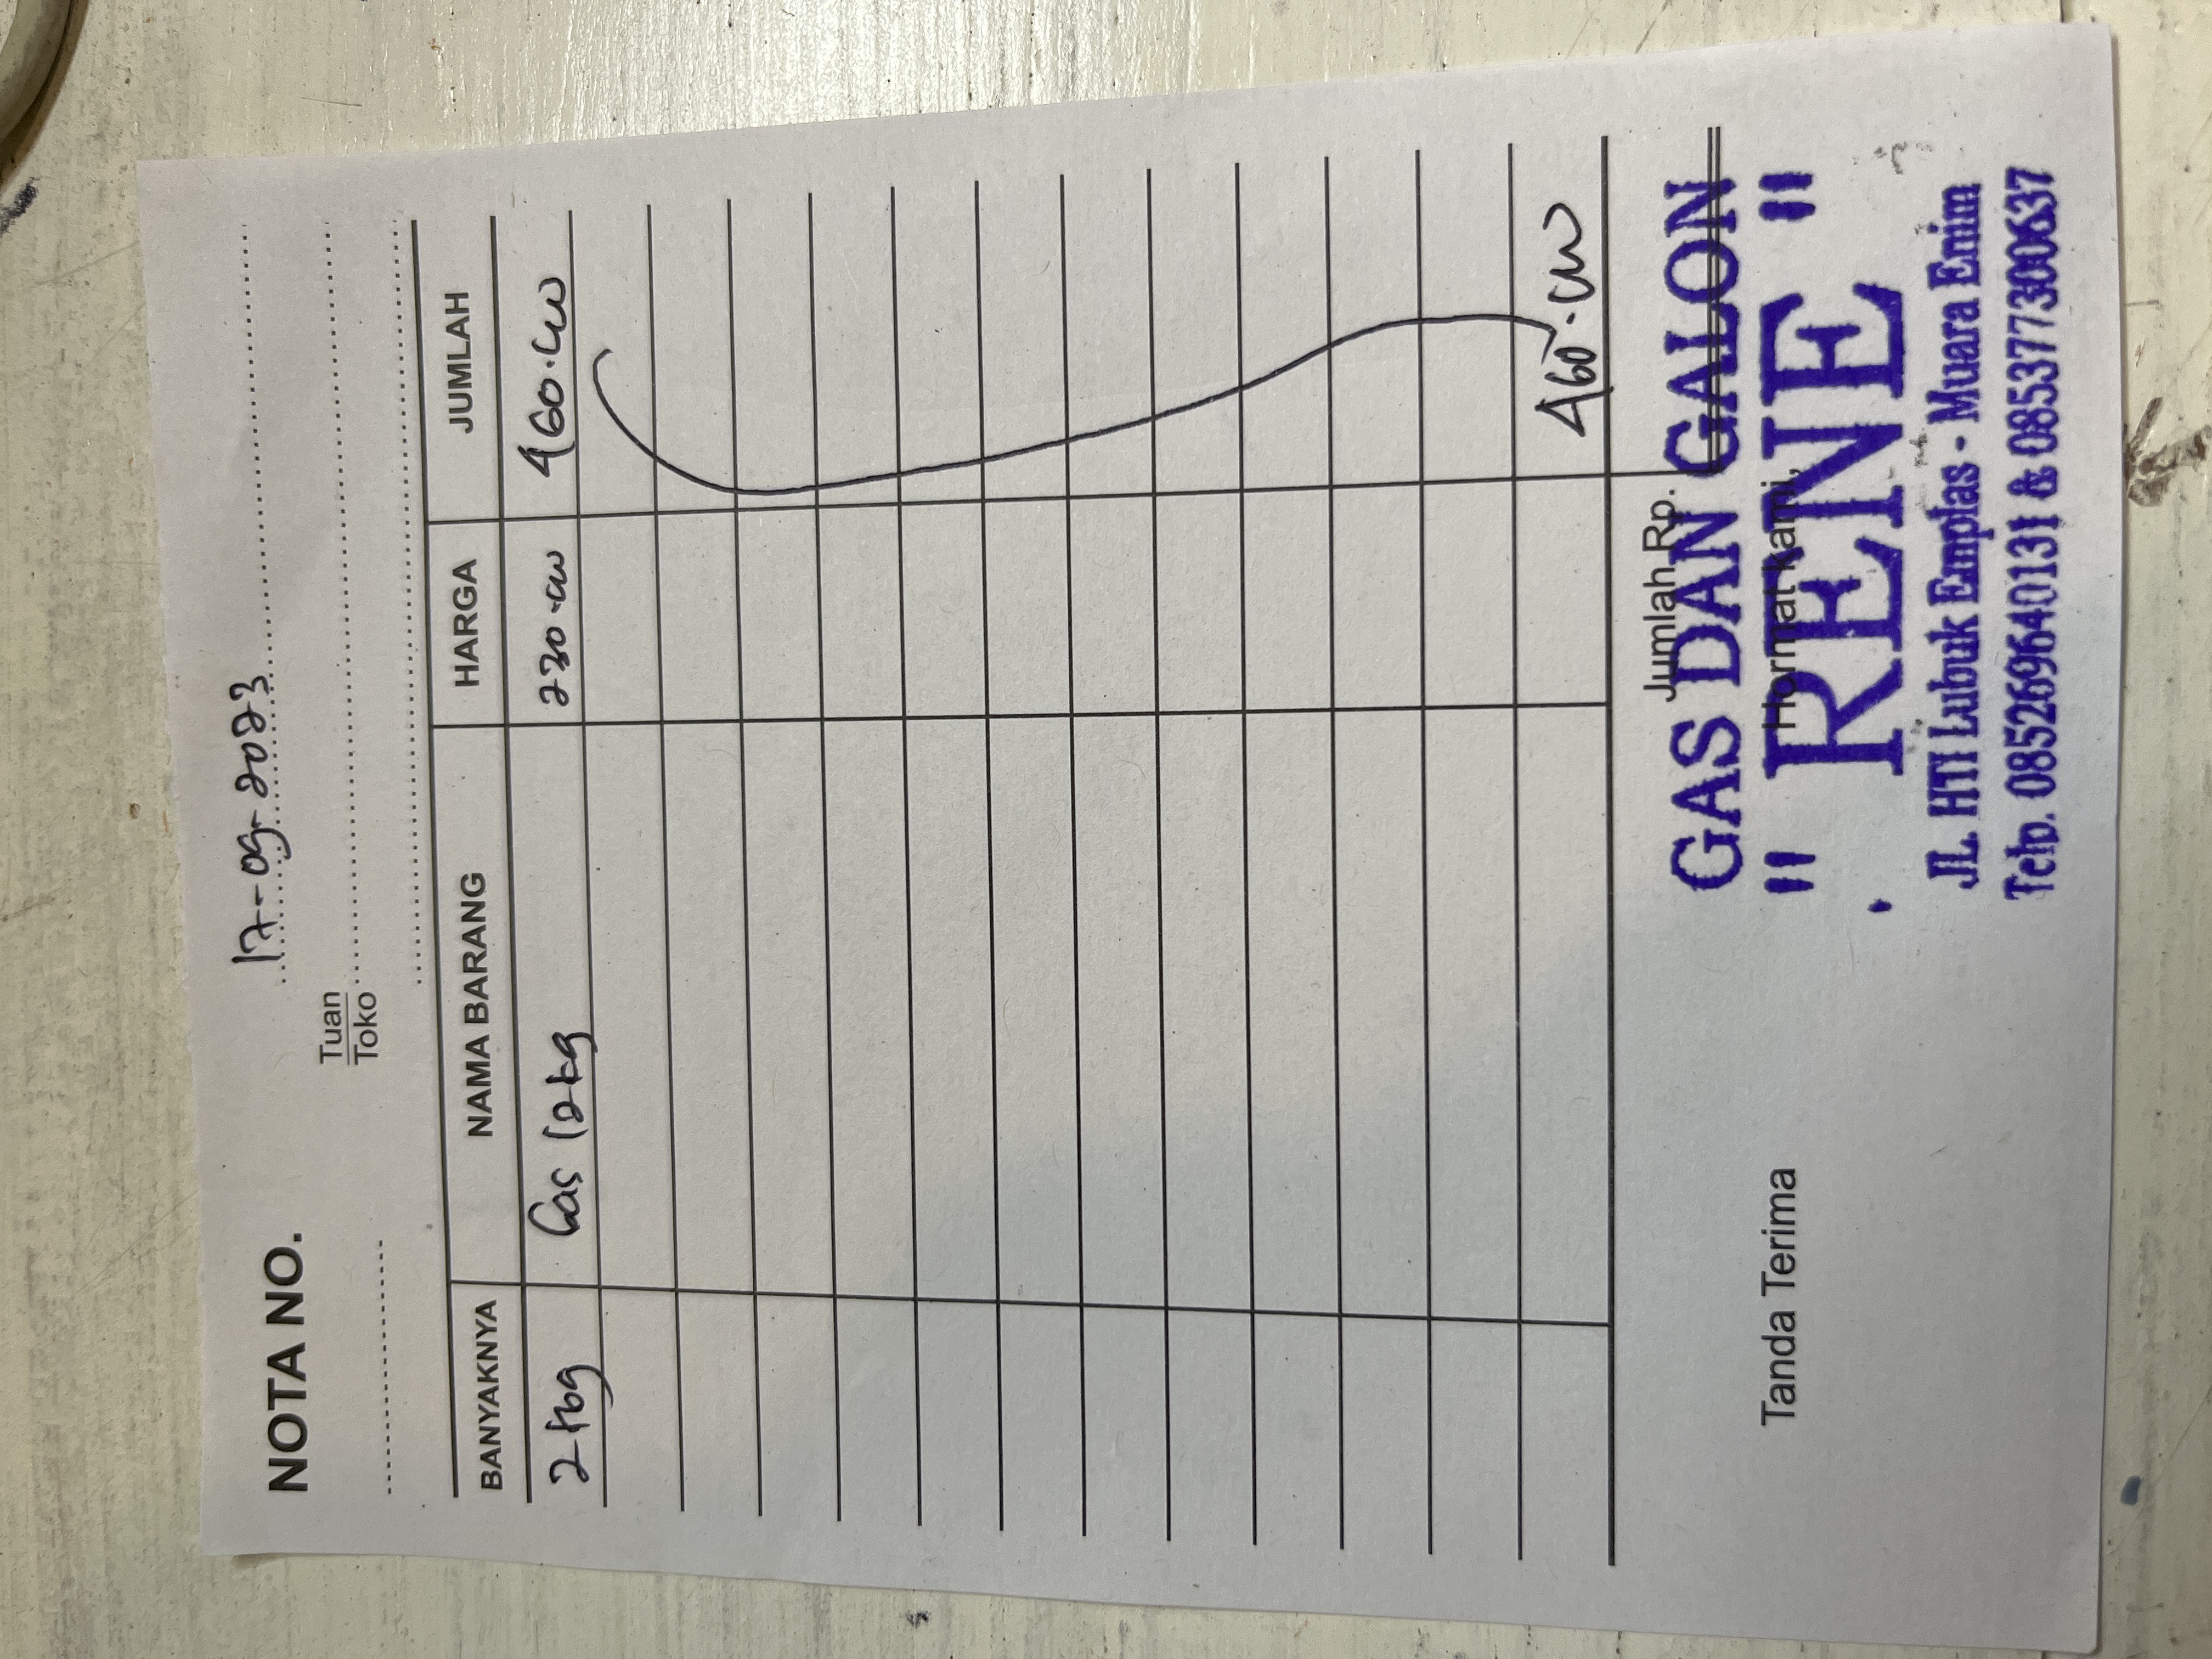 17-09-2023
NOTA NO.
Tuan
Toko
BANYAKNYA NAMA BARANG HARGA JUMLAH
2 tbg Gas 12kg 230.000 460.000
460.000
Jumlah Rp.
GAS DAN GALON
Tanda Terima Hormat kami,
" RENE "
JL. HTI Lubuk Emplas - Muara Enim
Telp. 085269640131 & 085377300637